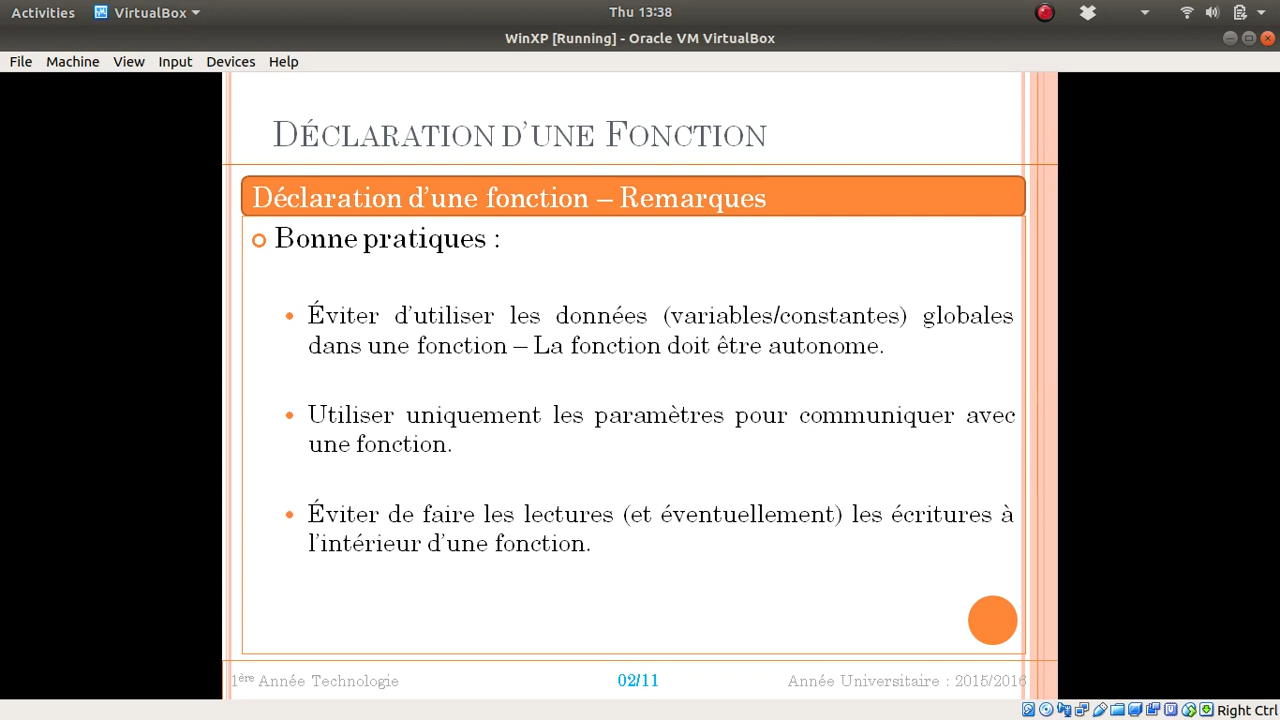 Activities VirtualBox Thu 13:38
WinXP [Running] - Oracle VM VirtualBox
File Machine View Input Devices Help
DÉCLARATION D'UNE FONCTION
Déclaration d'une fonction – Remarques
Bonne pratiques :
Éviter d'utiliser les données (variables/constantes) globales
dans une fonction – La fonction doit être autonome.
Utiliser uniquement les paramètres pour communiquer avec
une fonction.
Éviter de faire les lectures (et éventuellement) les écritures à
l'intérieur d'une fonction.
1ère Année Technologie 02/11 Année Universitaire : 2015/2016
Right Ctrl